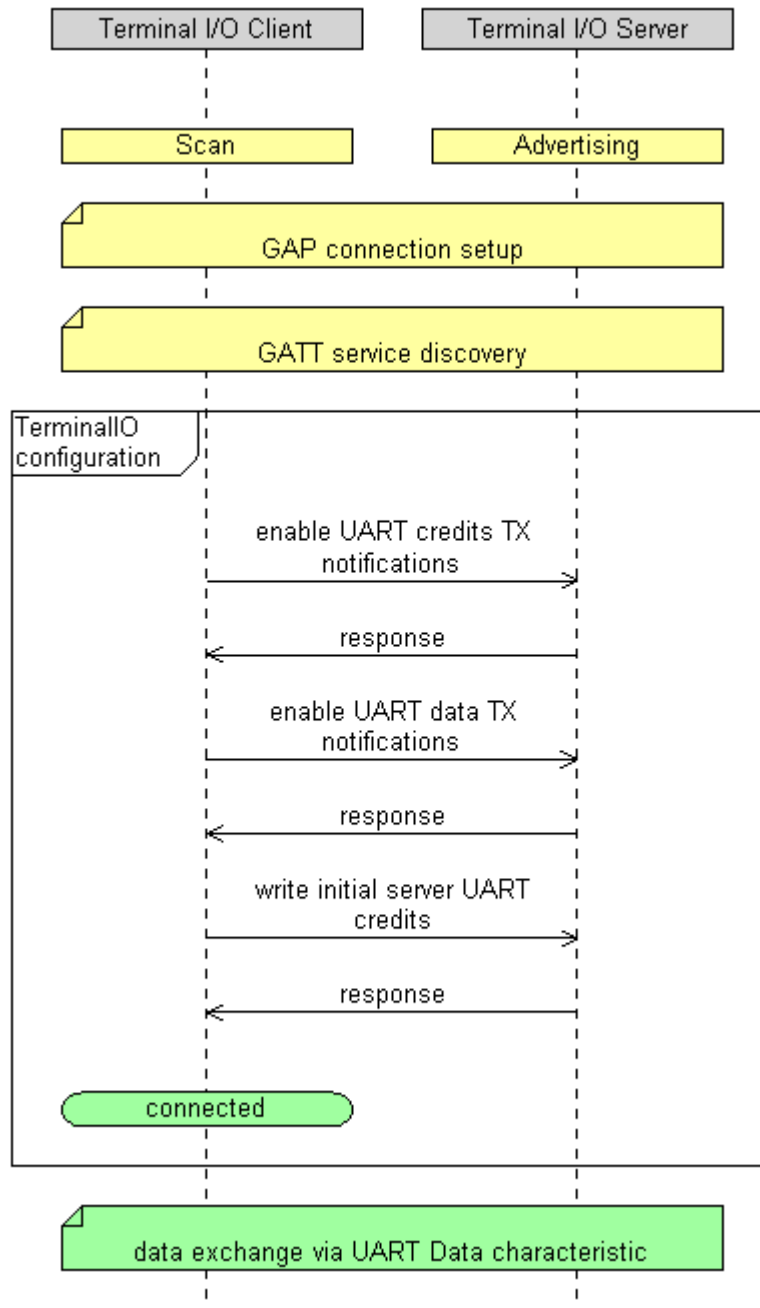 Terminal I/O Client
Terminal I/O Server
Scan
Advertising
GAP connection setup
GATT service discovery
TerminalIO
configuration
enable UART credits TX
notifications
response
enable UART data TX
notifications
response
write initial server UART
credits
response
connected
data exchange via UART Data characteristic